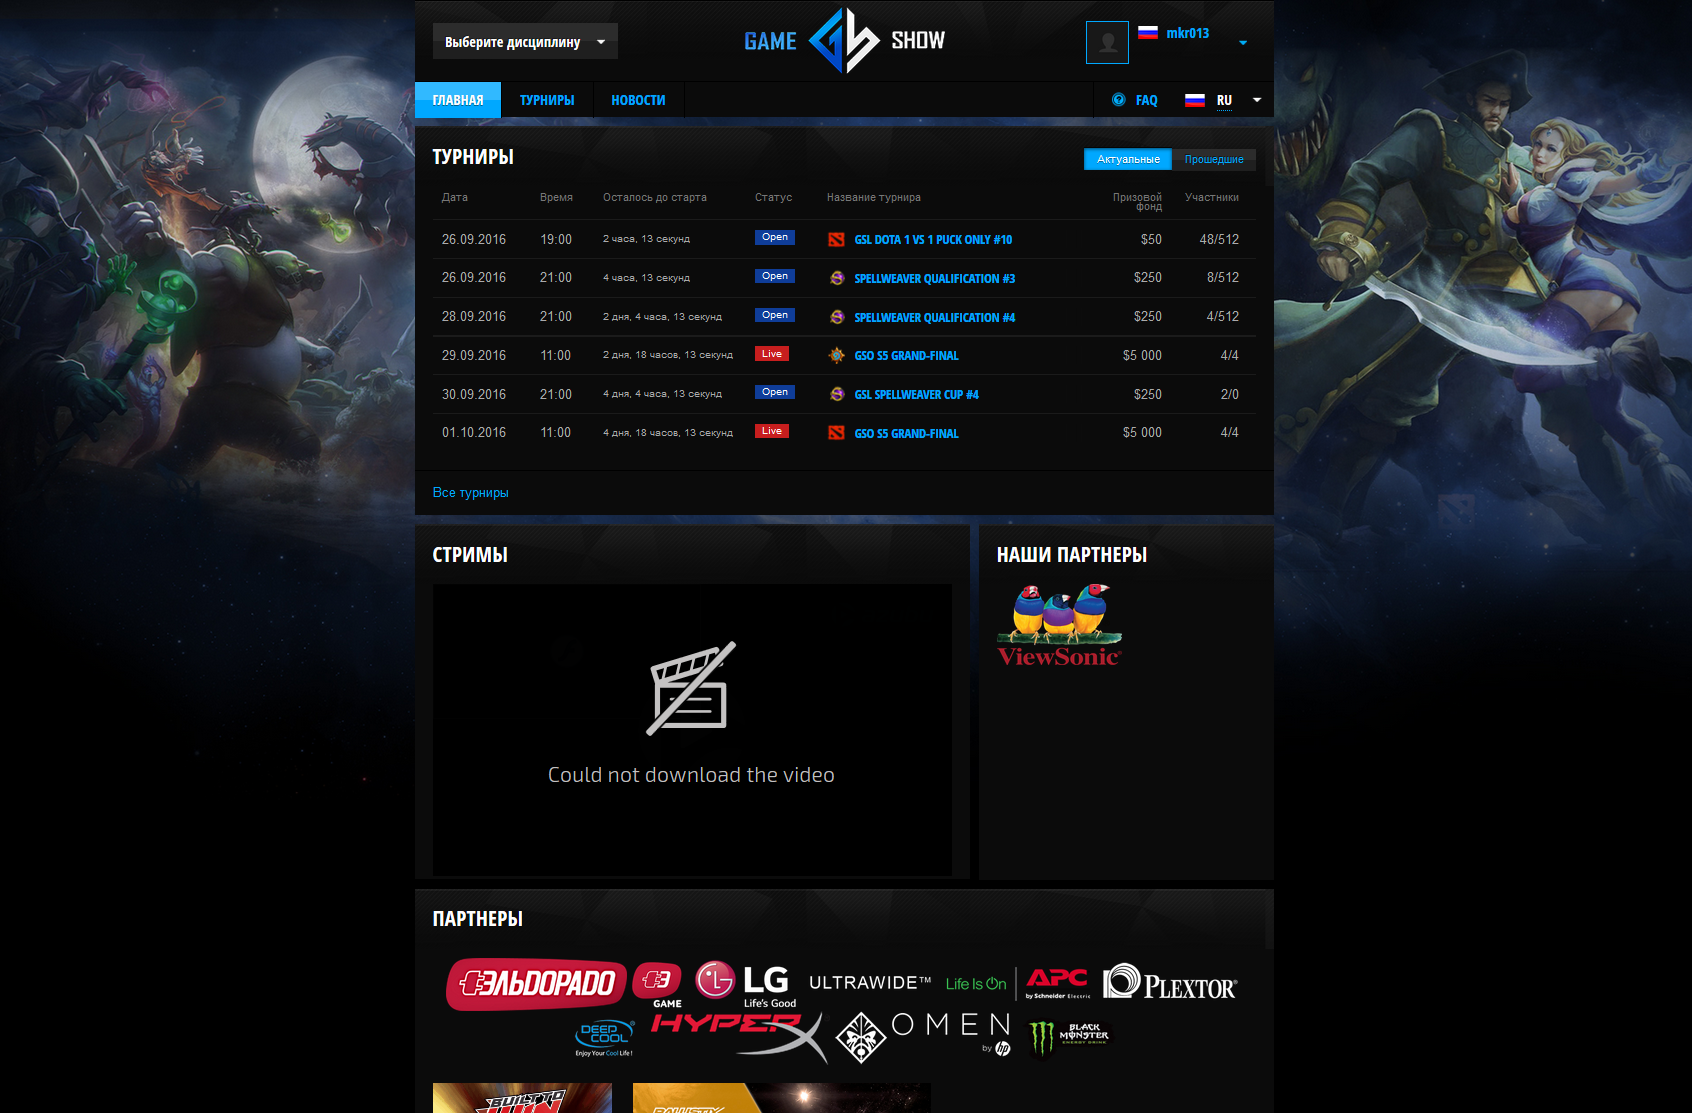 Выберите дисциплину
GAME SHOW
mkr013
ГЛАВНАЯ ТУРНИРЫ НОВОСТИ FAQ RU
ТУРНИРЫ
Актуальные Прошедшие
Дата Время Осталось до старта Статус Название турнира Призовой фонд Участники
26.09.2016 19:00 2 часа, 13 секунд Open GSL DOTA 1 VS 1 PUCK ONLY #10 $50 48/512
26.09.2016 21:00 4 часа, 13 секунд Open SPELLWEAVER QUALIFICATION #3 $250 8/512
28.09.2016 21:00 2 дня, 4 часа, 13 секунд Open SPELLWEAVER QUALIFICATION #4 $250 4/512
29.09.2016 11:00 2 дня, 18 часов, 13 секунд Live GSO S5 GRAND-FINAL $5 000 4/4
30.09.2016 21:00 4 дня, 4 часа, 13 секунд Open GSL SPELLWEAVER CUP #4 $250 2/0
01.10.2016 11:00 4 дня, 18 часов, 13 секунд Live GSO S5 GRAND-FINAL $5 000 4/4
Все турниры
СТРИМЫ
Could not download the video
НАШИ ПАРТНЕРЫ
ViewSonic
ПАРТНЕРЫ
ЭЛЬDОРАDО
Э GAME
LG
Life's Good
ULTRAWIDE™
Life Is On
APC
by Schneider Electric
PLEXTOR
DEEP COOL
Enjoy Your Cool Life !
HYPERX
OMEN
by hp
BLACK MONSTER
ENERGY DRINK
BUILT TO WIN
BALLISTIX